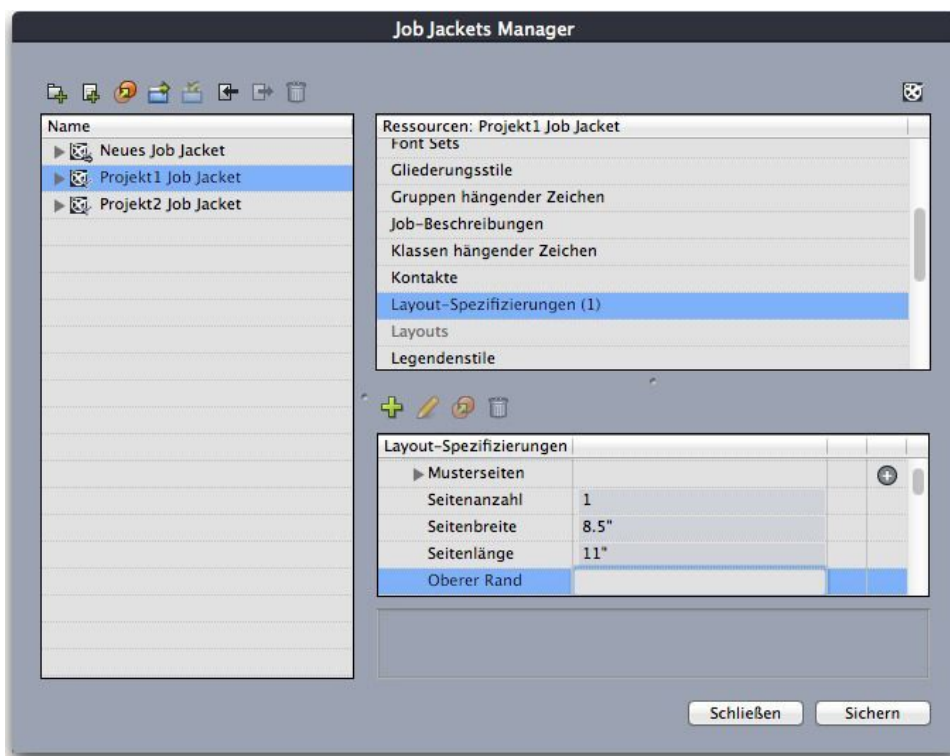 Job Jackets Manager
Name
Neues Job Jacket
Projekt1 Job Jacket
Projekt2 Job Jacket
Ressourcen: Projekt1 Job Jacket
Font Sets
Gliederungsstile
Gruppen hängender Zeichen
Job-Beschreibungen
Klassen hängender Zeichen
Kontakte
Layout-Spezifizierungen (1)
Layouts
Legendenstile
Layout-Spezifizierungen
Musterseiten
Seitenanzahl 1
Seitenbreite 8.5"
Seitenlänge 11"
Oberer Rand
Schließen Sichern